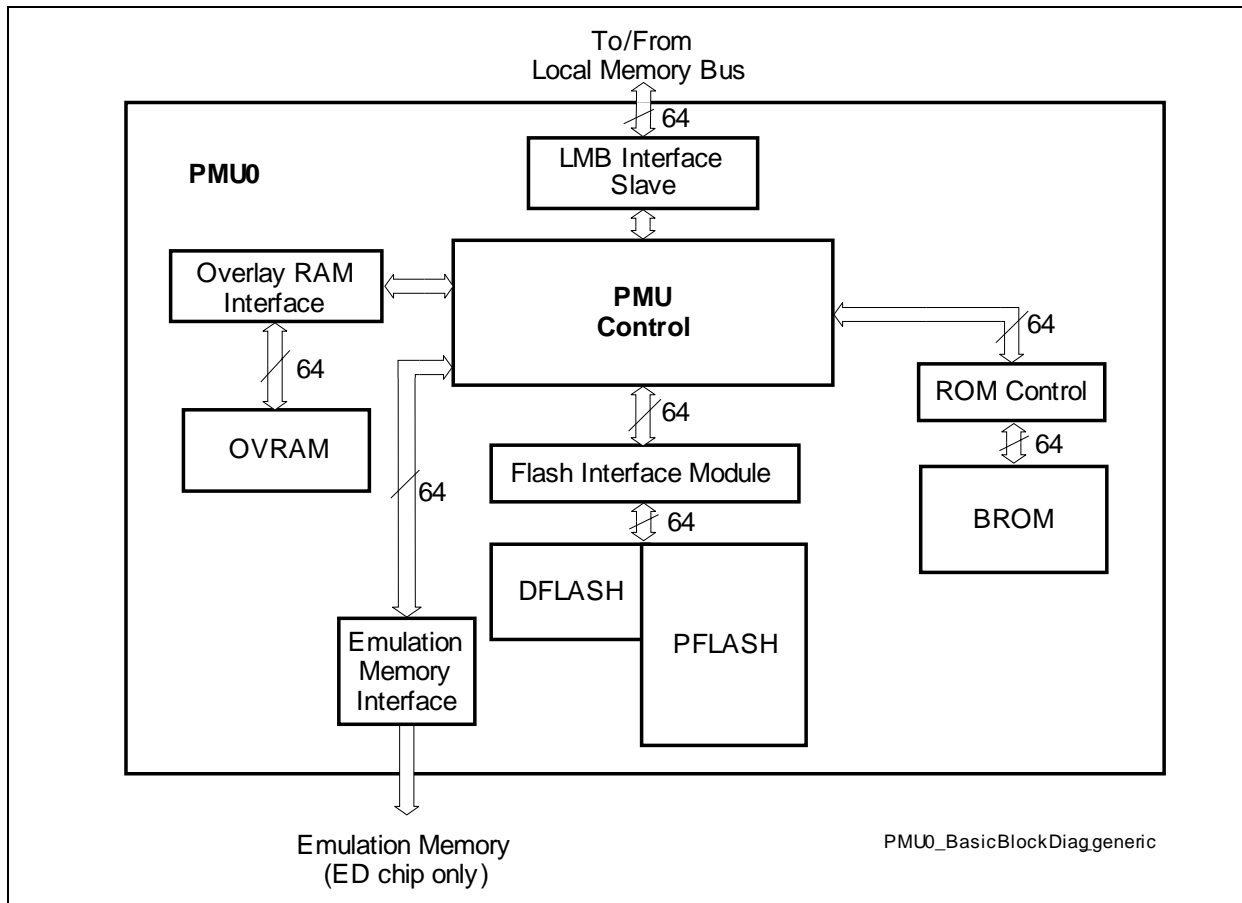 To/From
Local Memory Bus
64
LMB Interface
Slave
PMU0
Overlay RAM
Interface
PMU
Control
64
64
64
ROM Control
OVRAM
64
Flash Interface Module
64
64
BROM
DFLASH
PFLASH
Emulation
Memory
Interface
Emulation Memory
(ED chip only)
PMU0_BasicBlockDiag.generic